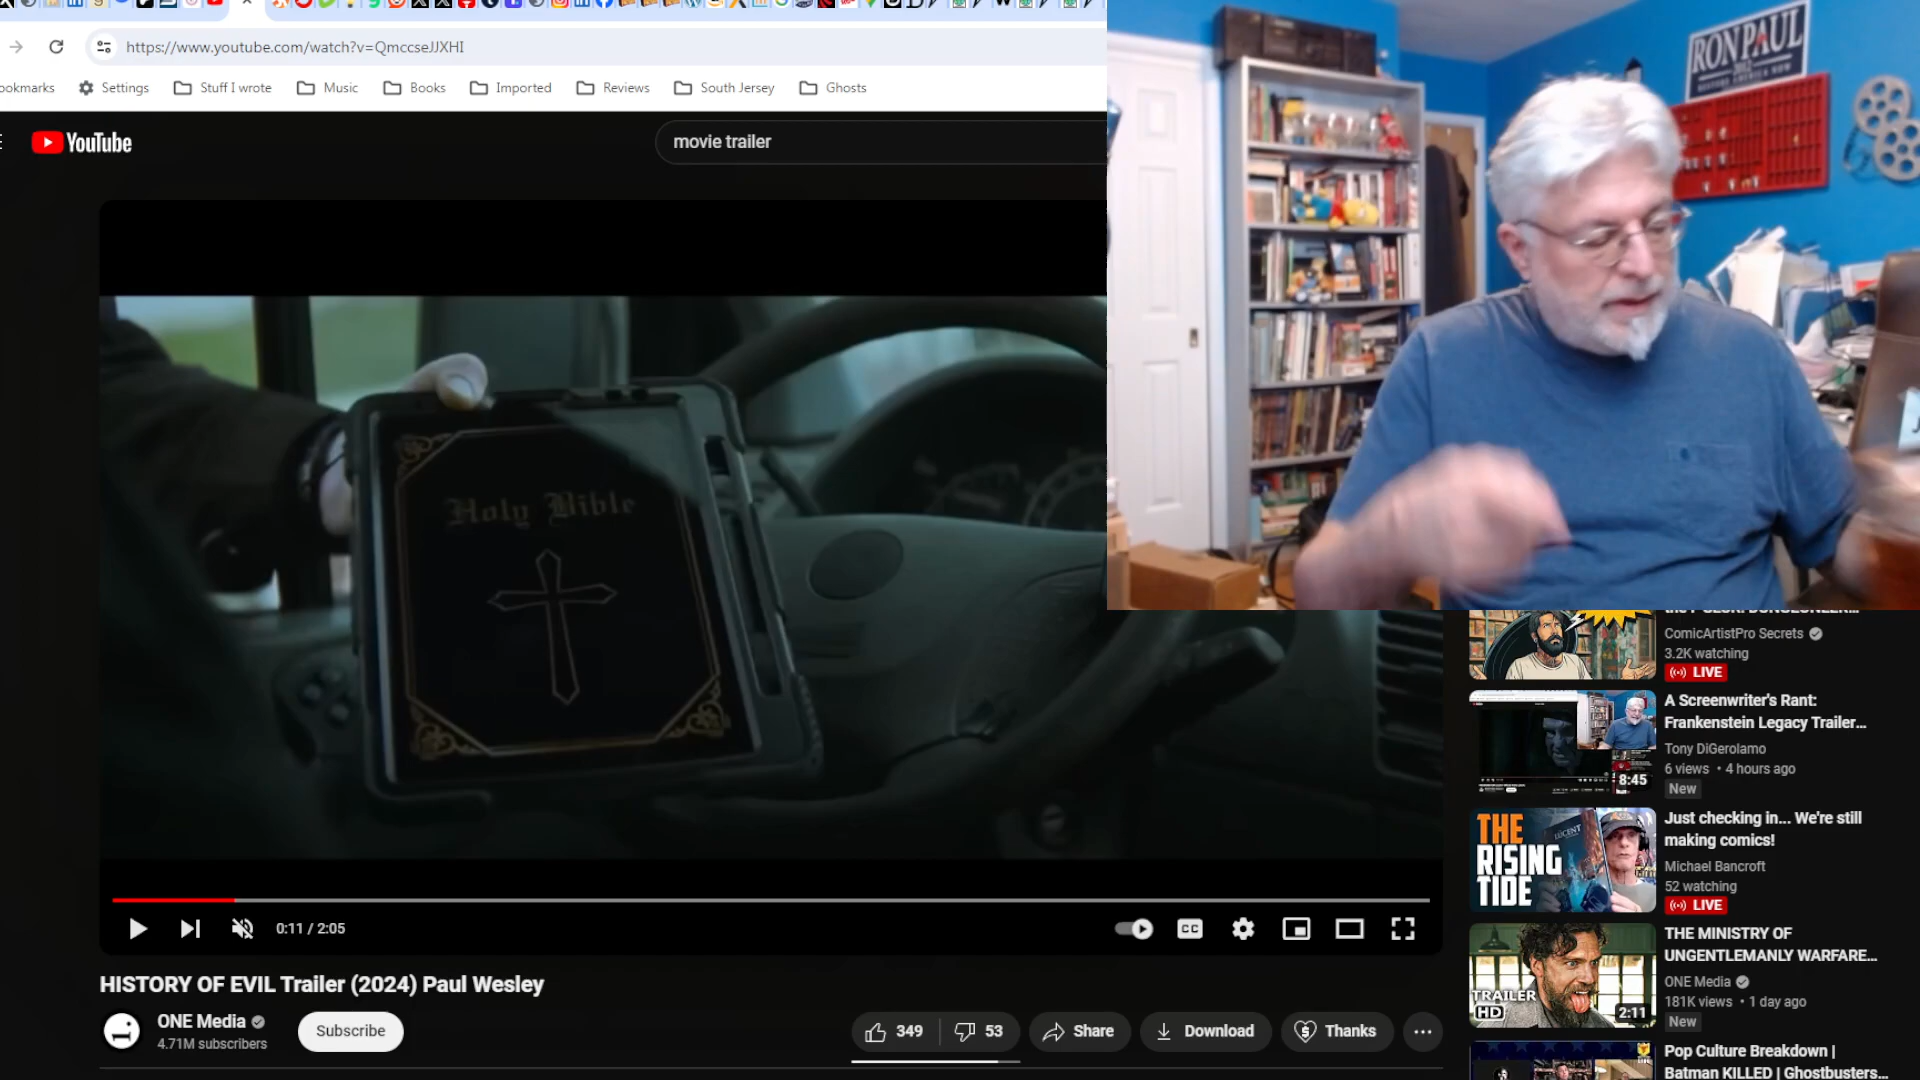 https://www.youtube.com/watch?v=QmccseJJXHI
ookmarks
Settings
Stuff I wrote
Music
Books
Imported
Reviews
South Jersey
Ghosts
YouTube
movie trailer
RON PAUL
2012
Holy Bible
0:11 / 2:05
CC
HISTORY OF EVIL Trailer (2024) Paul Wesley
ONE Media
4.71M subscribers
Subscribe
349
53
Share
Download
Thanks
ComicArtistPro Secrets
3.2K watching
LIVE
8:45
A Screenwriter's Rant:
Frankenstein Legacy Trailer...
Tony DiGerolamo
6 views • 4 hours ago
New
THE
RISING
TIDE
LUCENT
Just checking in... We're still
making comics!
Michael Bancroft
52 watching
LIVE
TRAILER
HD
2:11
THE MINISTRY OF
UNGENTLEMANLY WARFARE...
ONE Media
181K views • 1 day ago
New
Pop Culture Breakdown |
Batman KILLED | Ghostbusters...